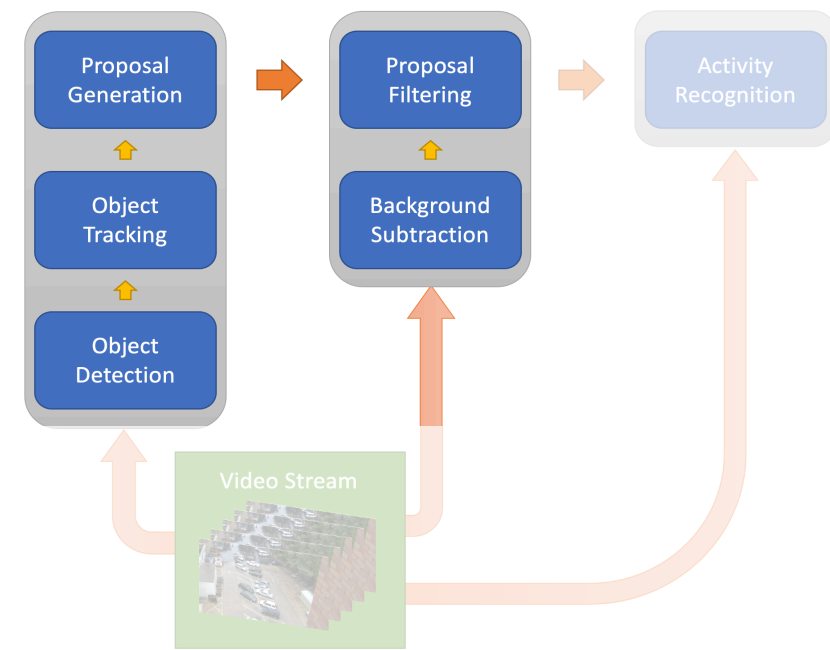 Proposal
Generation
Object
Tracking
Object
Detection
Proposal
Filtering
Background
Subtraction
Activity
Recognition
Video Stream